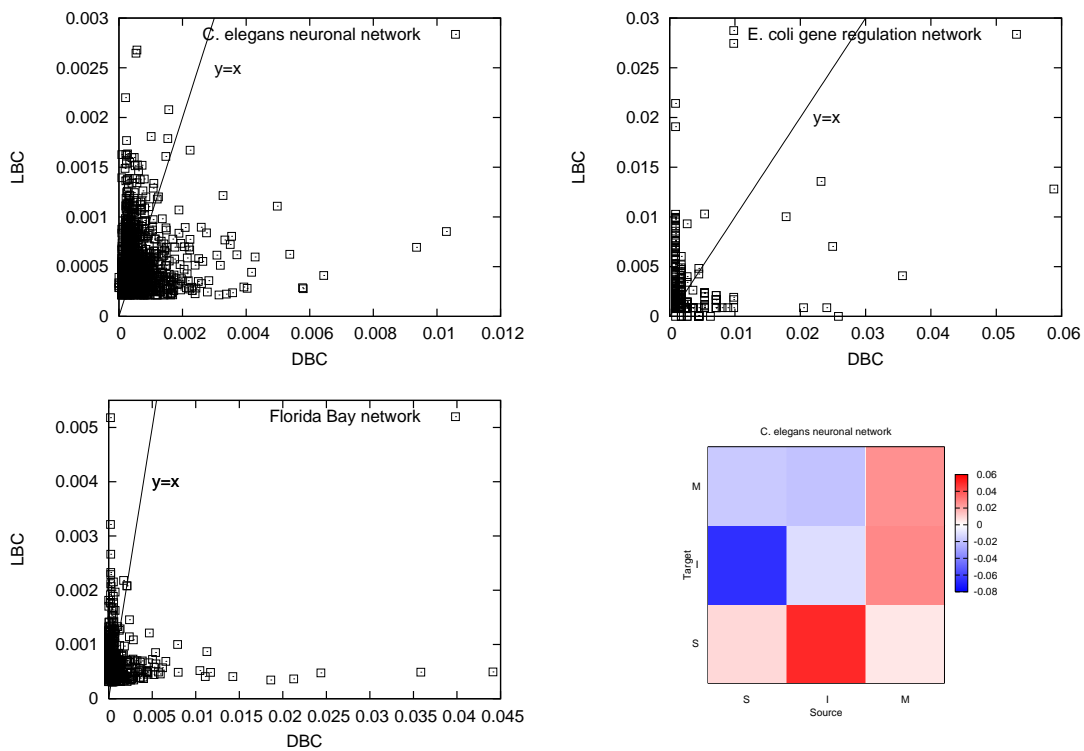 C. elegans neuronal network
y=x
0.003
0.0025
0.002
0.0015
0.001
0.0005
0
LBC
0 0.002 0.004 0.006 0.008 0.01 0.012
DBC
E. coli gene regulation network
y=x
0.03
0.025
0.02
0.015
0.01
0.005
0
LBC
0 0.01 0.02 0.03 0.04 0.05 0.06
DBC
Florida Bay network
y=x
0.005
0.004
0.003
0.002
0.001
0
LBC
0 0.005 0.01 0.015 0.02 0.025 0.03 0.035 0.04 0.045
DBC
C. elegans neuronal network
M
I
S
Target
S I M
Source
0.06
0.04
0.02
0
-0.02
-0.04
-0.06
-0.08